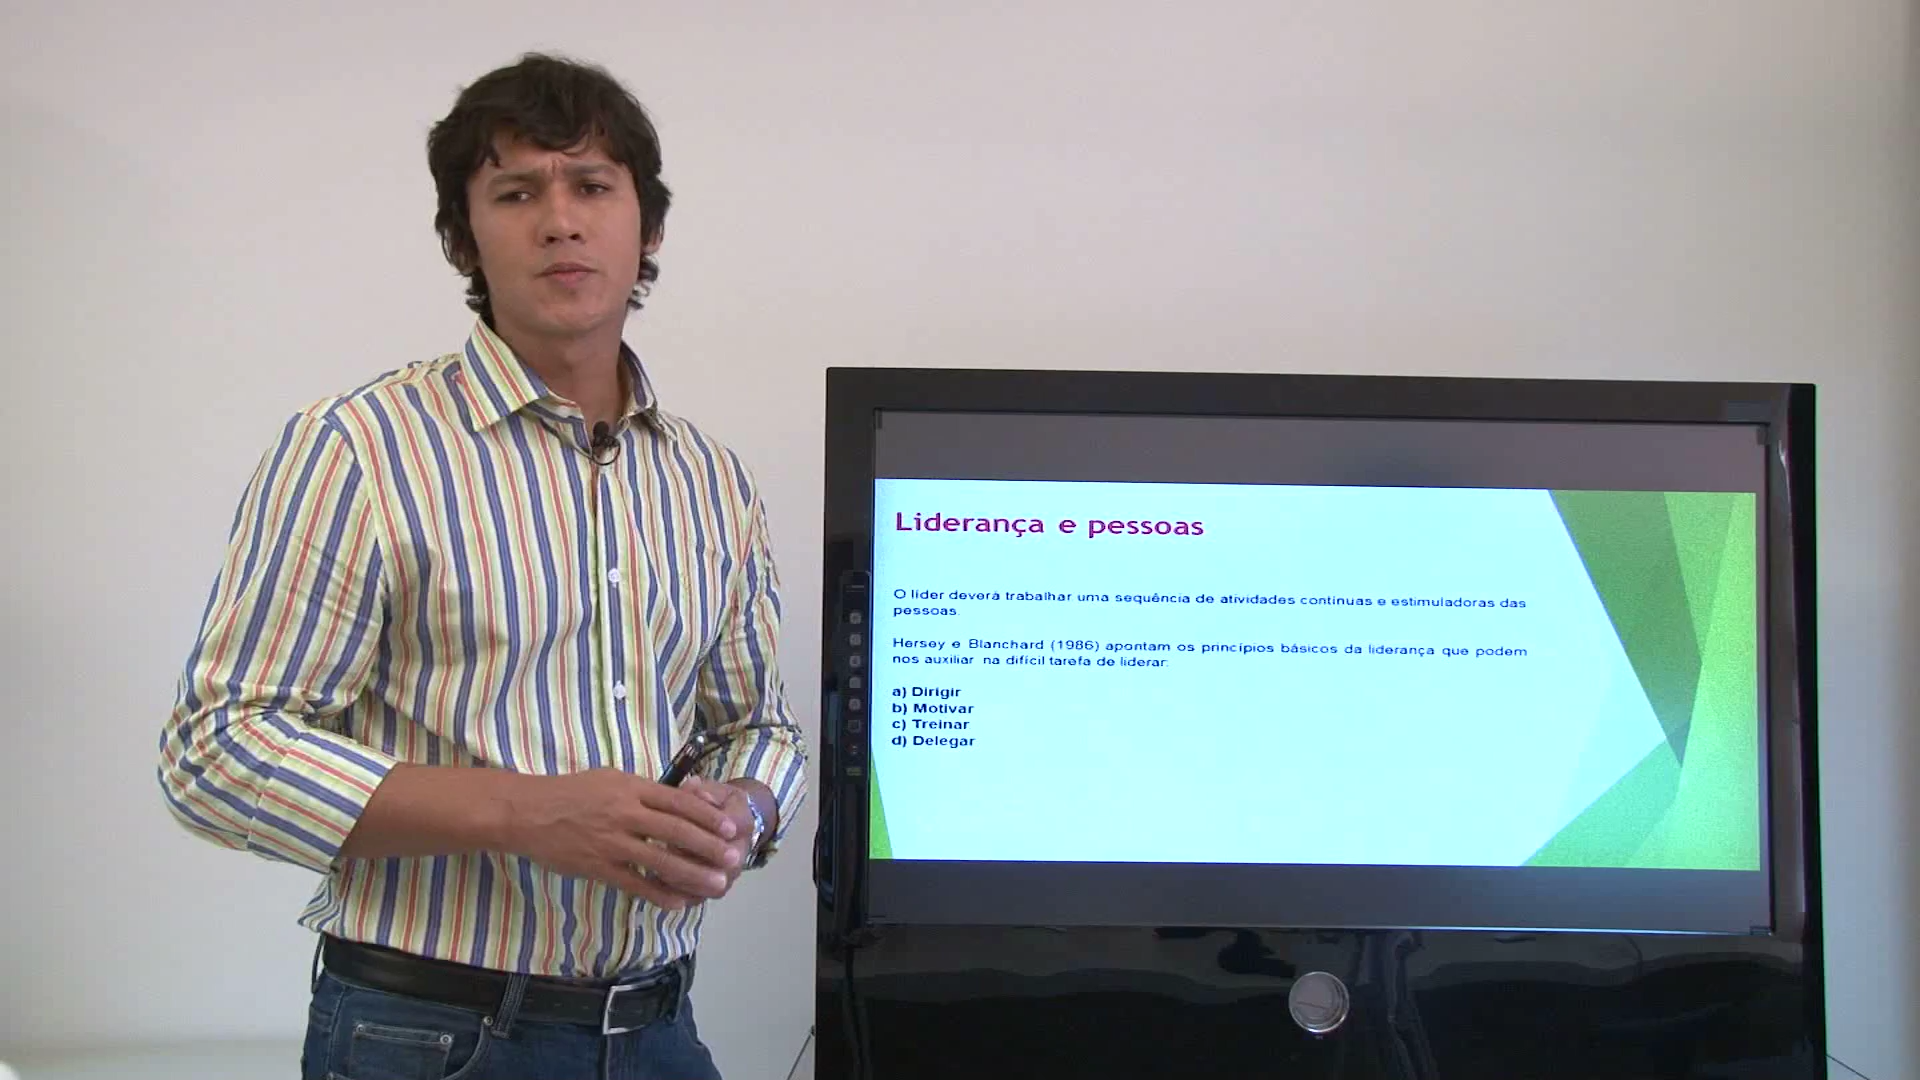 Liderança e pessoas
O líder deverá trabalhar uma sequência de atividades contínuas e estimuladoras das
pessoas.
Hersey e Blanchard (1986) apontam os princípios básicos da liderança que podem
nos auxiliar na difícil tarefa de liderar:
a) Dirigir
b) Motivar
c) Treinar
d) Delegar